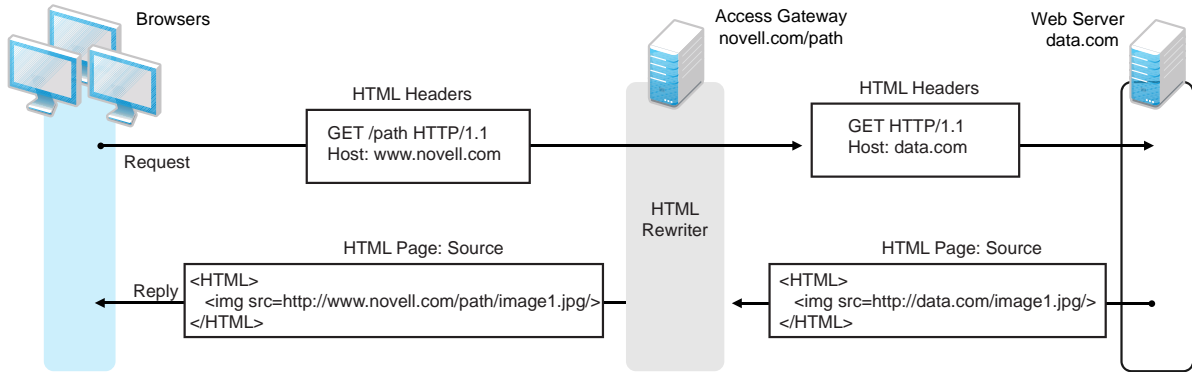 Browsers
Access Gateway
novell.com/path
Web Server
data.com
HTML Headers
GET /path HTTP/1.1
Host: www.novell.com
HTML Headers
GET HTTP/1.1
Host: data.com
Request
HTML
Rewriter
HTML Page: Source
<HTML>
<img src=http://www.novell.com/path/image1.jpg/>
</HTML>
HTML Page: Source
<HTML>
<img src=http://data.com/image1.jpg/>
</HTML>
Reply